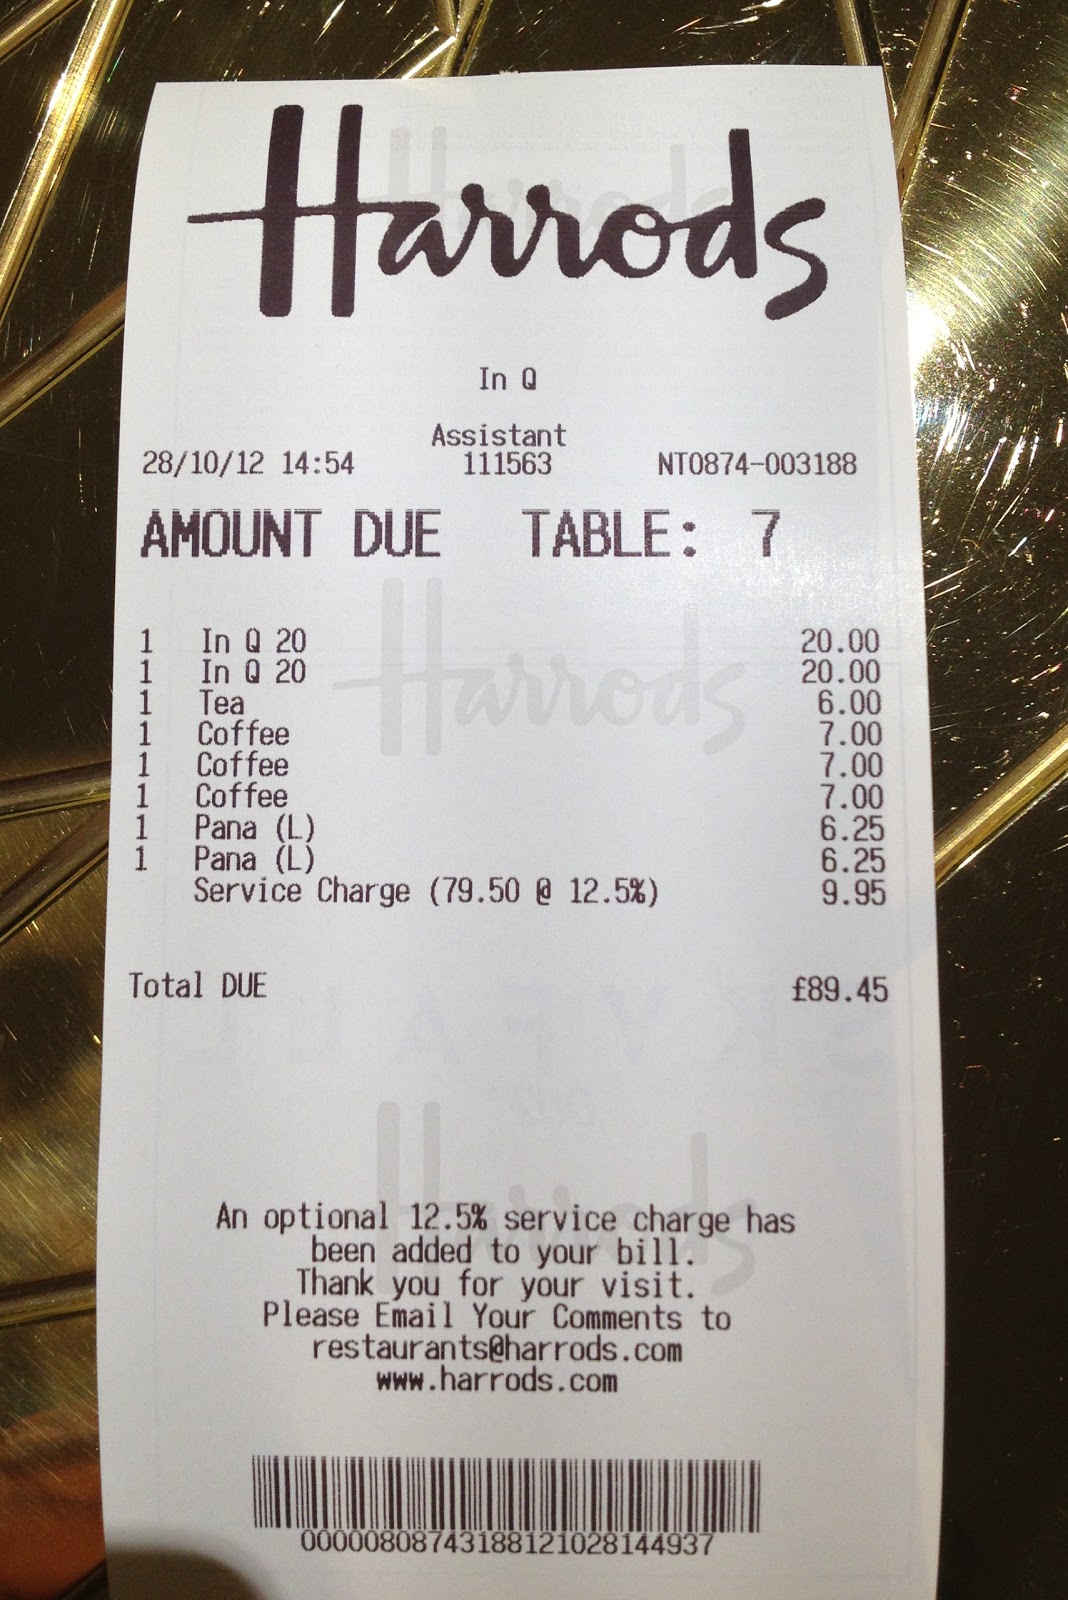 Harrods
In Q
Assistant
28/10/12 14:54 111563 NT0874-003188
AMOUNT DUE TABLE: 7
1 In Q 20 20.00
1 In Q 20 20.00
1 Tea 6.00
1 Coffee 7.00
1 Coffee 7.00
1 Coffee 7.00
1 Pana (L) 6.25
1 Pana (L) 6.25
Service Charge (79.50 @ 12.5%) 9.95
Harrods
Total DUE £89.45
SKYFALL
Harrods
An optional 12.5% service charge has
been added to your bill.
Thank you for your visit.
Please Email Your Comments to
restaurants@harrods.com
www.harrods.com
00000808743188121028144937